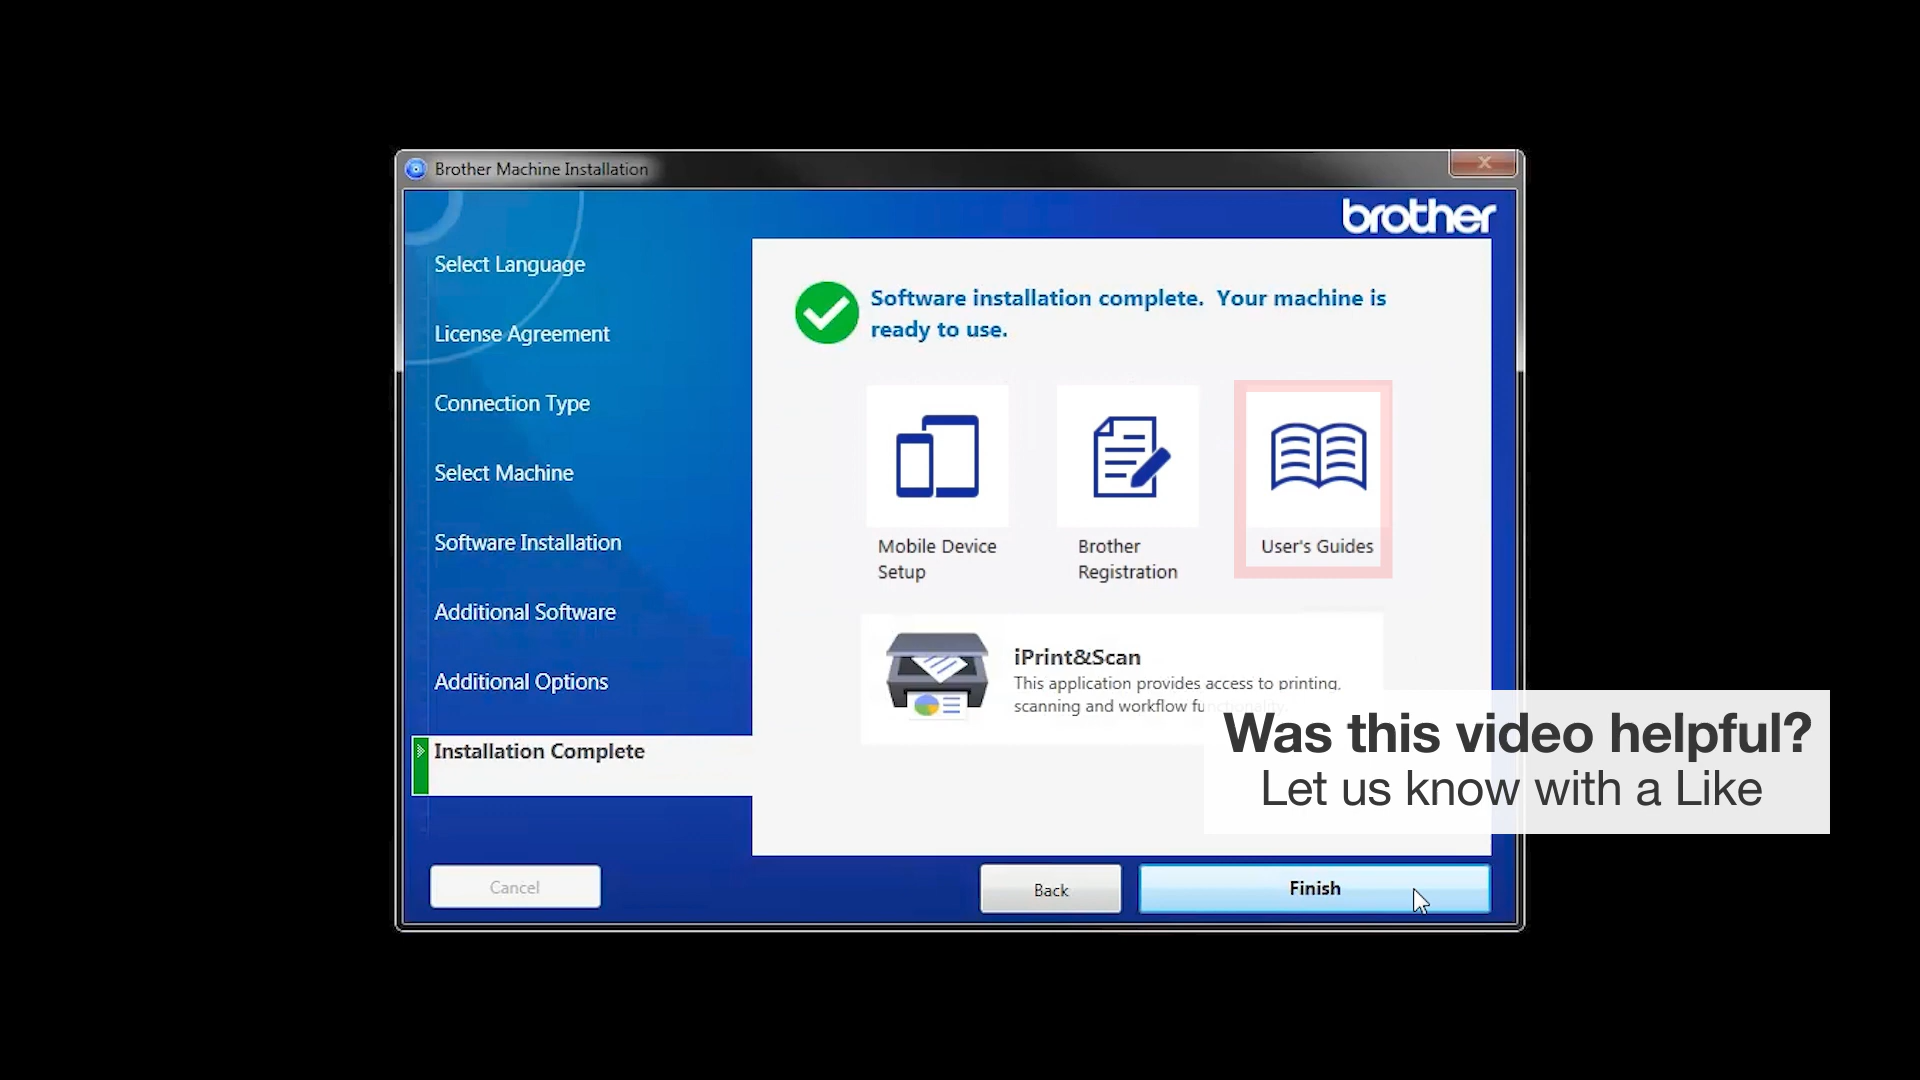 Brother Machine Installation
brother
Select Language
License Agreement
Connection Type
Select Machine
Software Installation
Additional Software
Additional Options
Installation Complete
Software installation complete. Your machine is
ready to use.
Mobile Device
Setup
Brother
Registration
User's Guides
iPrint&Scan
This application provides access to printing,
scanning and workflow functionality.
Was this video helpful?
Let us know with a Like
Cancel
Back
Finish